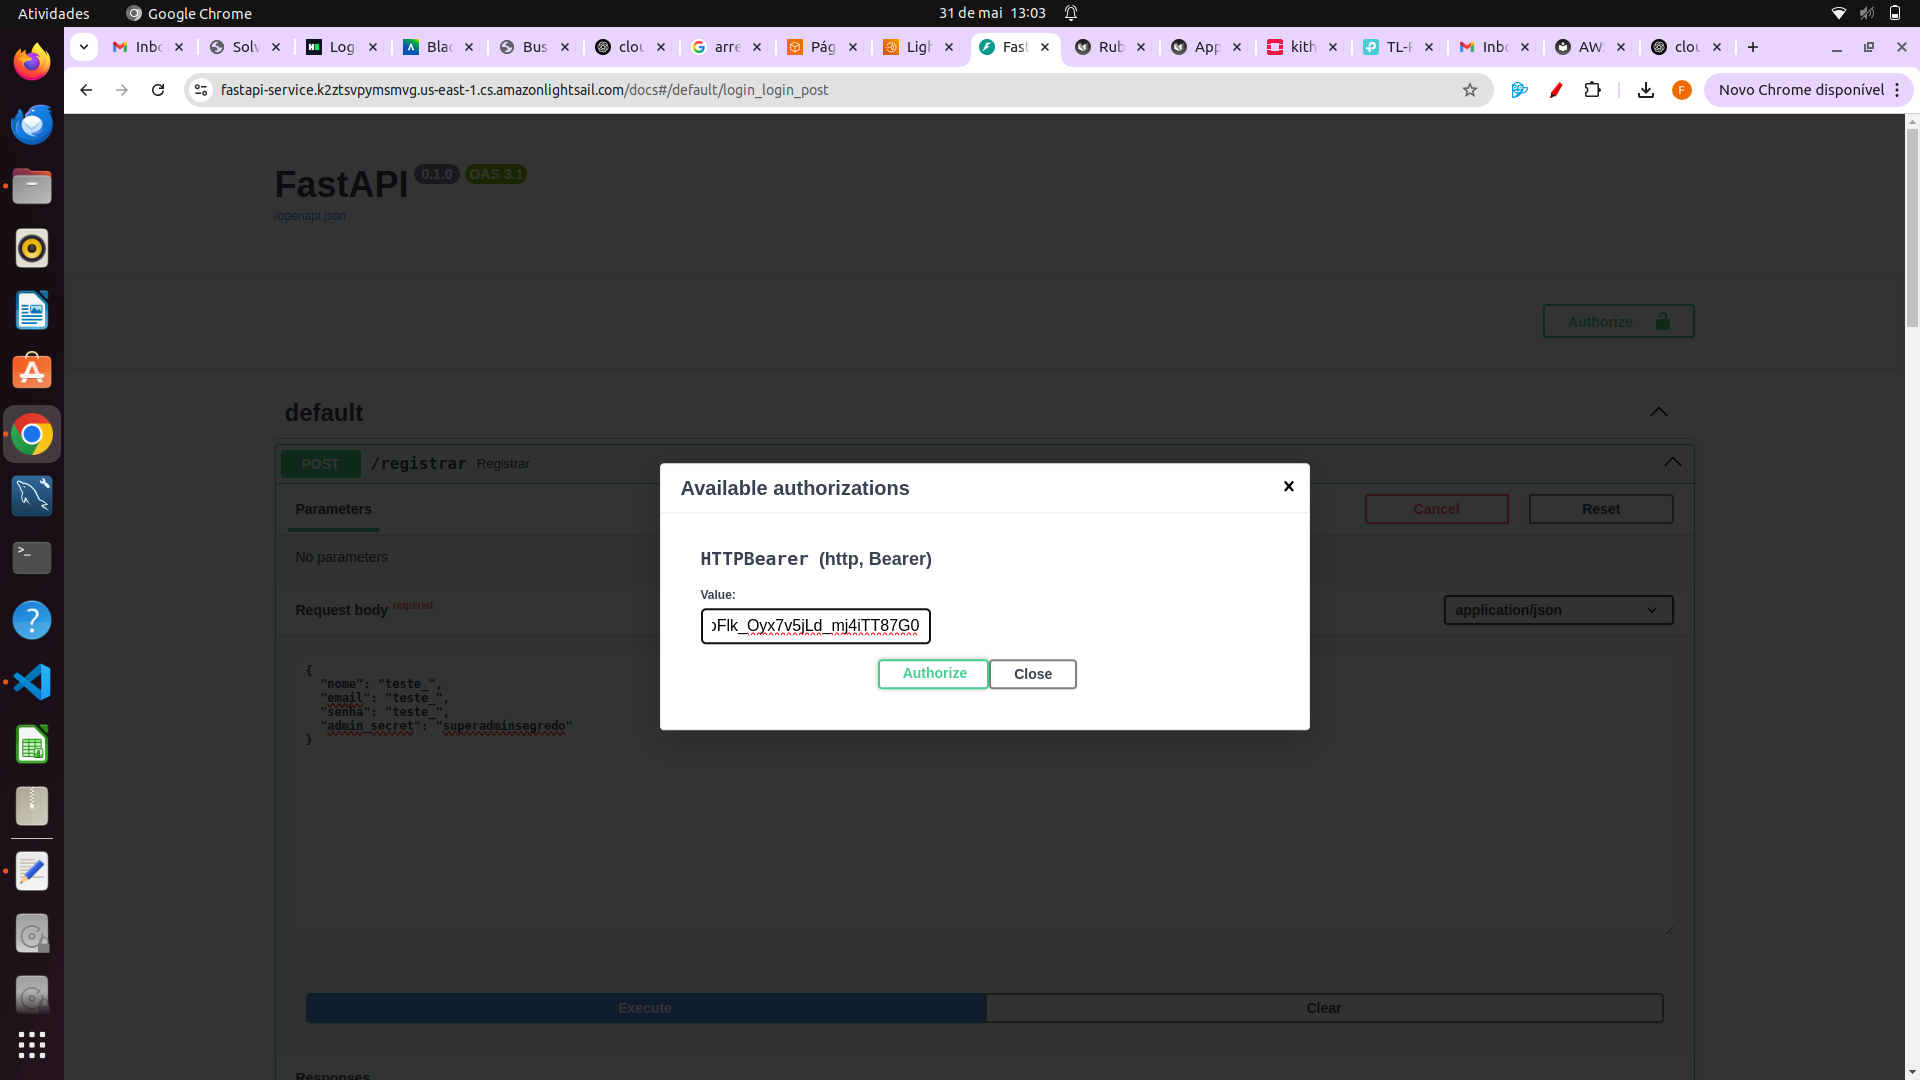 Atividades
Google Chrome
31 de mai 13:03
Inbo
Solv
Log
Blac
Bus
clou
arre
Pág
Ligh
Fast
Rub
App
kith
TL-
Inbo
AW
clou
fastapi-service.k2ztsvpymsmvg.us-east-1.cs.amazonlightsail.com/docs#/default/login_login_post
F
Novo Chrome disponível
FastAPI 0.1.0 OAS 3.1
/openapi.json
Authorize
default
POST /registrar Registrar
Parameters
Cancel
Reset
No parameters
Request body required
application/json
{
"nome": "teste_",
"email": "teste_",
"senha": "teste_",
"admin_secret": "superadminsegredo"
}
Available authorizations
HTTPBearer (http, Bearer)
Value:
Flk_Oyx7v5jLd_mj4iTT87G0
Authorize
Close
Execute
Clear
Responses